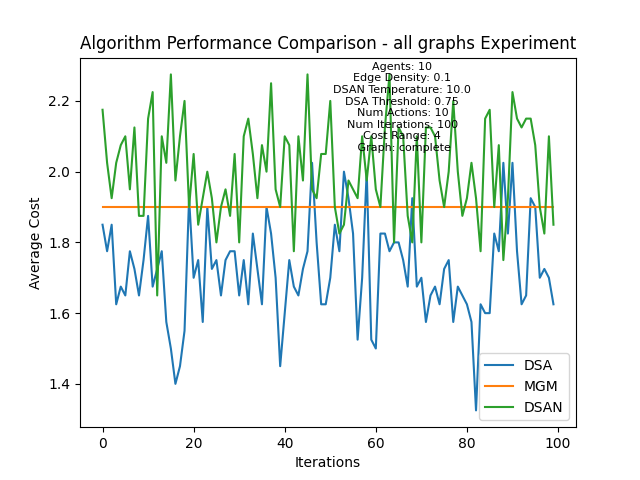 Algorithm Performance Comparison - all graphs Experiment
Agents: 10
Edge Density: 0.1
DSAN Temperature: 10.0
DSA Threshold: 0.75
Num Actions: 10
Num Iterations: 100
Cost Range: 4
Graph: complete
2.2
2.0
1.8
1.6
1.4
Average Cost
0
20
40
60
80
100
Iterations
DSA
MGM
DSAN